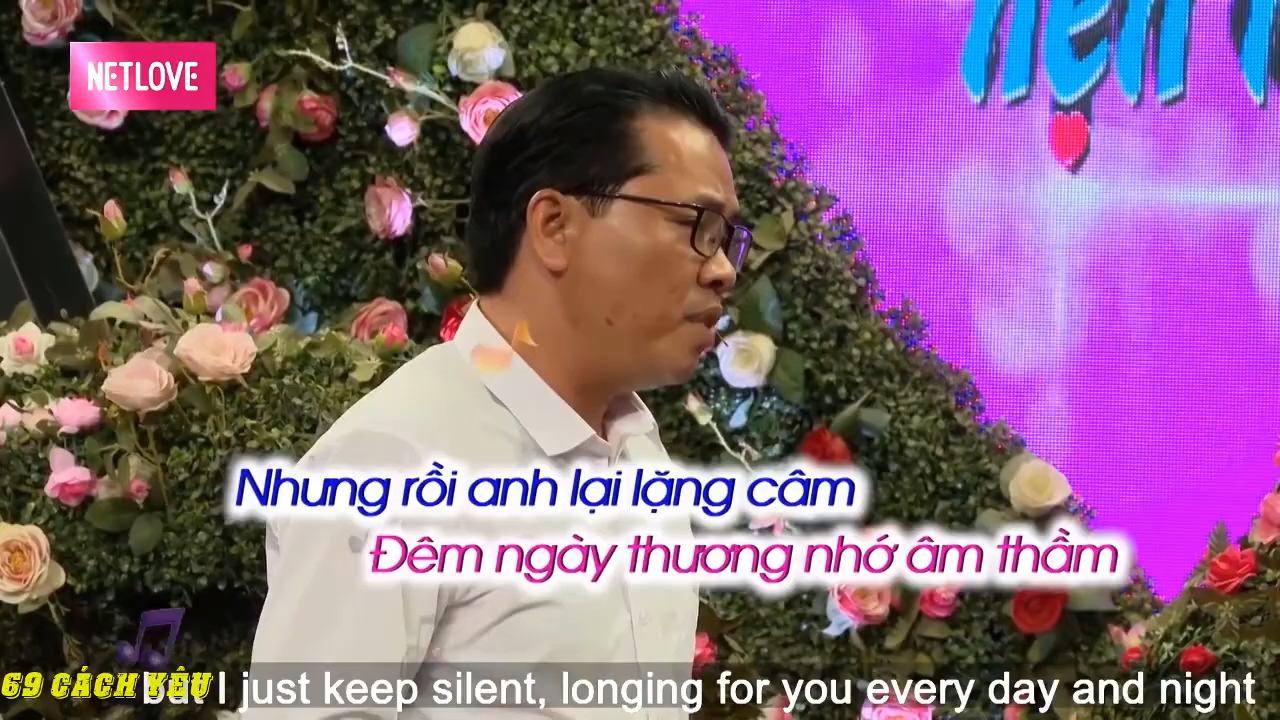 NETLOVE
Nhưng rồi anh lại lặng câm
Đêm ngày thương nhớ âm thầm
69 CÁCH YÊU
but I just keep silent, longing for you every day and night